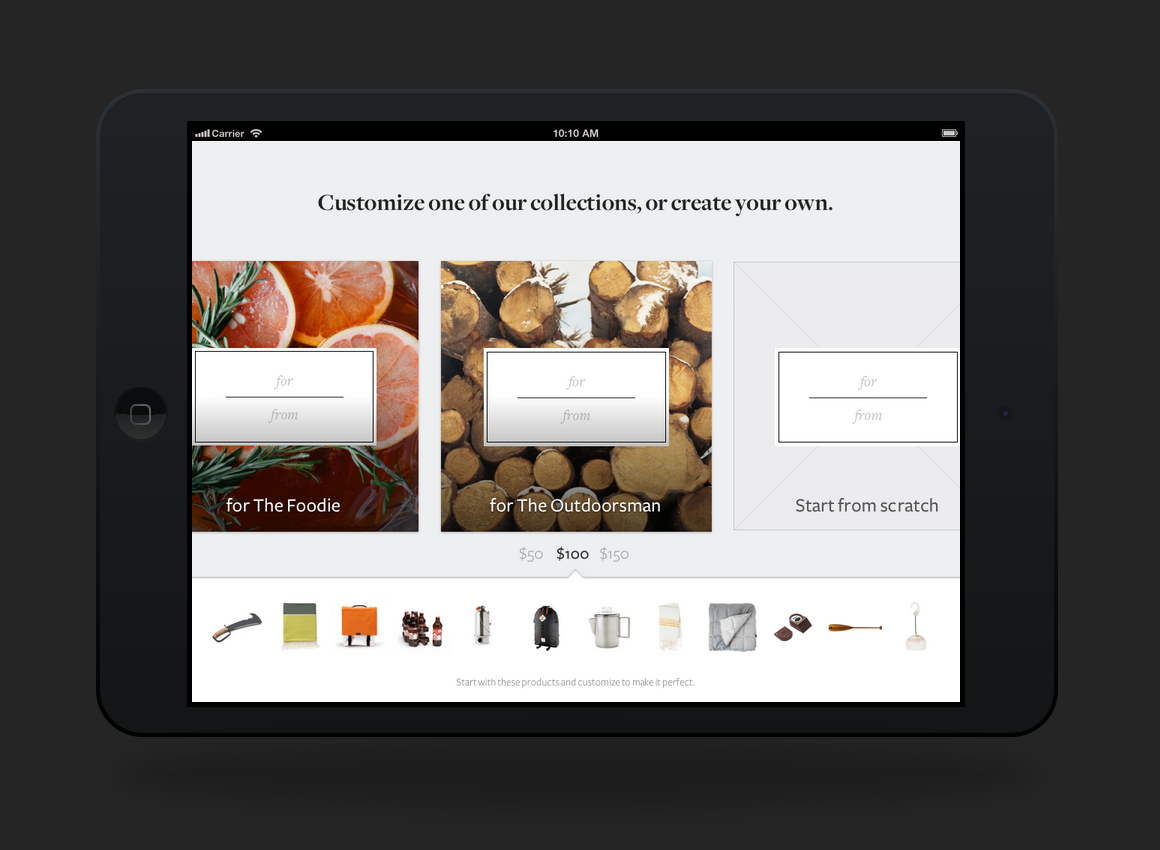 Carrier 10:10 AM
Customize one of our collections, or create your own.
for
from
for The Foodie
for
from
for The Outdoorsman
for
from
Start from scratch
$50 $100 $150
Start with these products and customize to make it perfect.